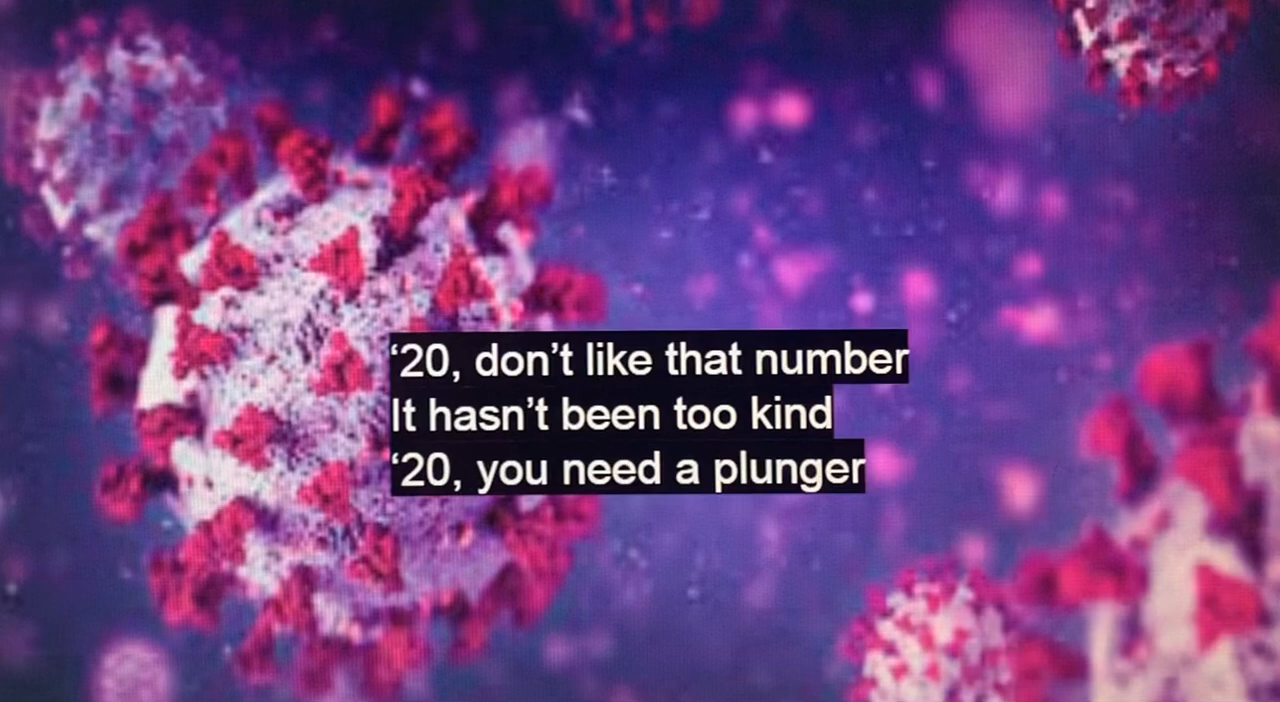 ‘20, don’t like that number
It hasn’t been too kind
‘20, you need a plunger